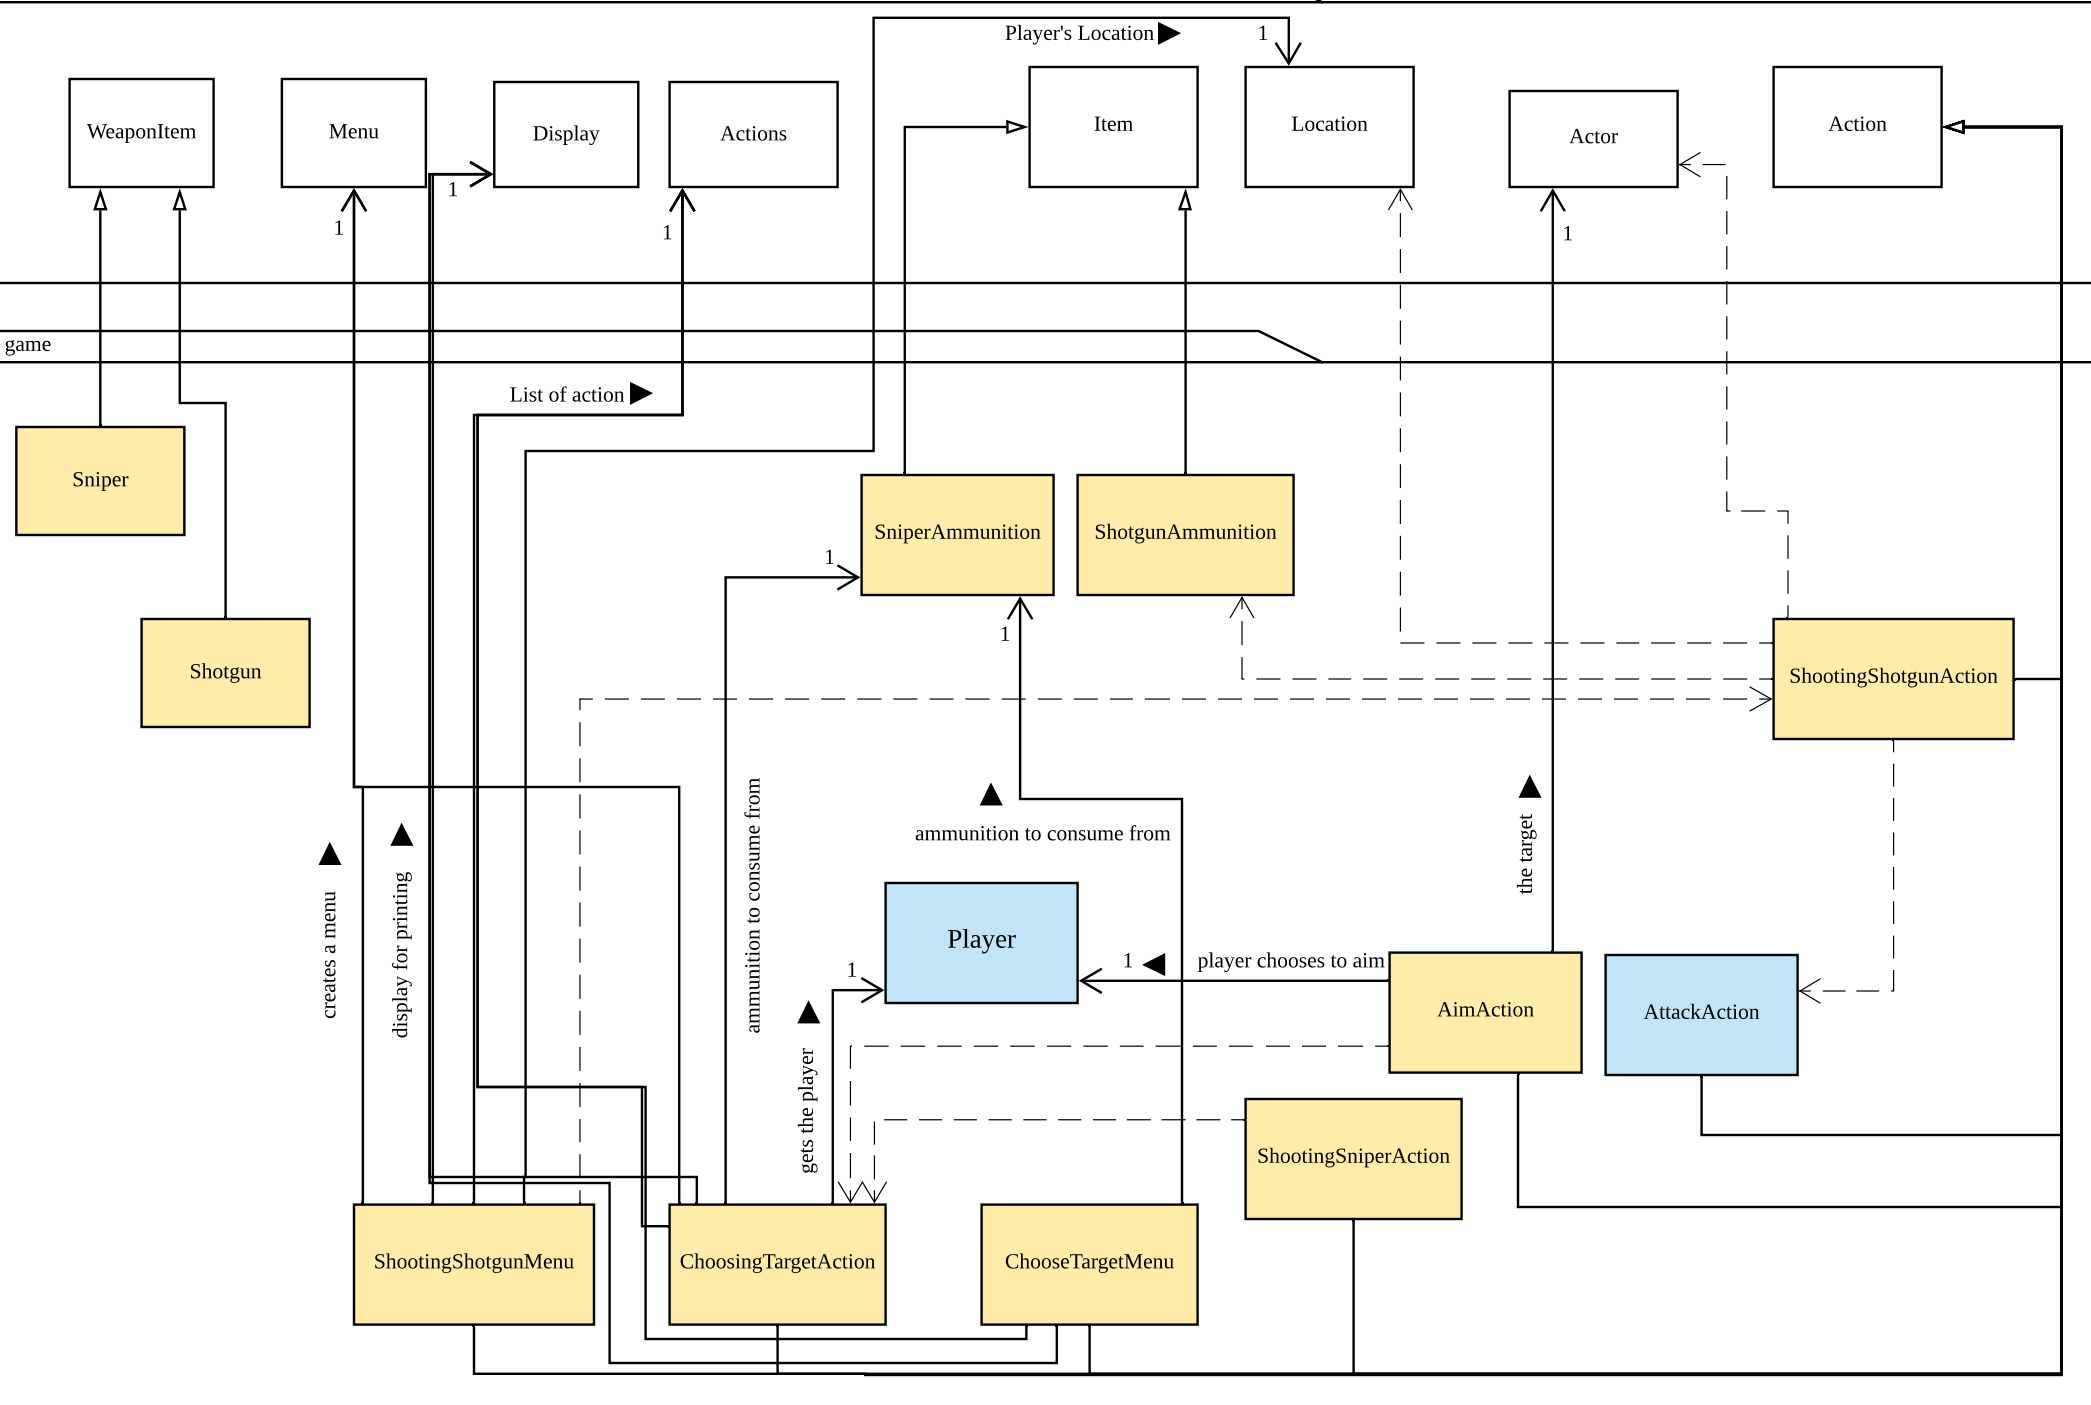 Player's Location
1
WeaponItem
Menu
Display
Actions
Item
Location
Actor
Action
1
1
1
1
game
List of action
Sniper
SniperAmmunition
ShotgunAmmunition
1
1
Shotgun
ShootingShotgunAction
creates a menu
display for printing
ammunition to consume from
ammunition to consume from
the target
Player
1
player chooses to aim
1
gets the player
AimAction
AttackAction
ShootingSniperAction
ShootingShotgunMenu
ChoosingTargetAction
ChooseTargetMenu